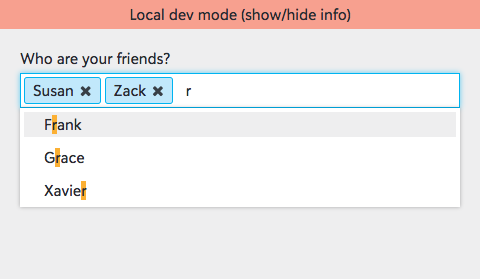 Local dev mode (show/hide info)
Who are your friends?
Susan ✖ Zack ✖ r
Frank
Grace
Xavier